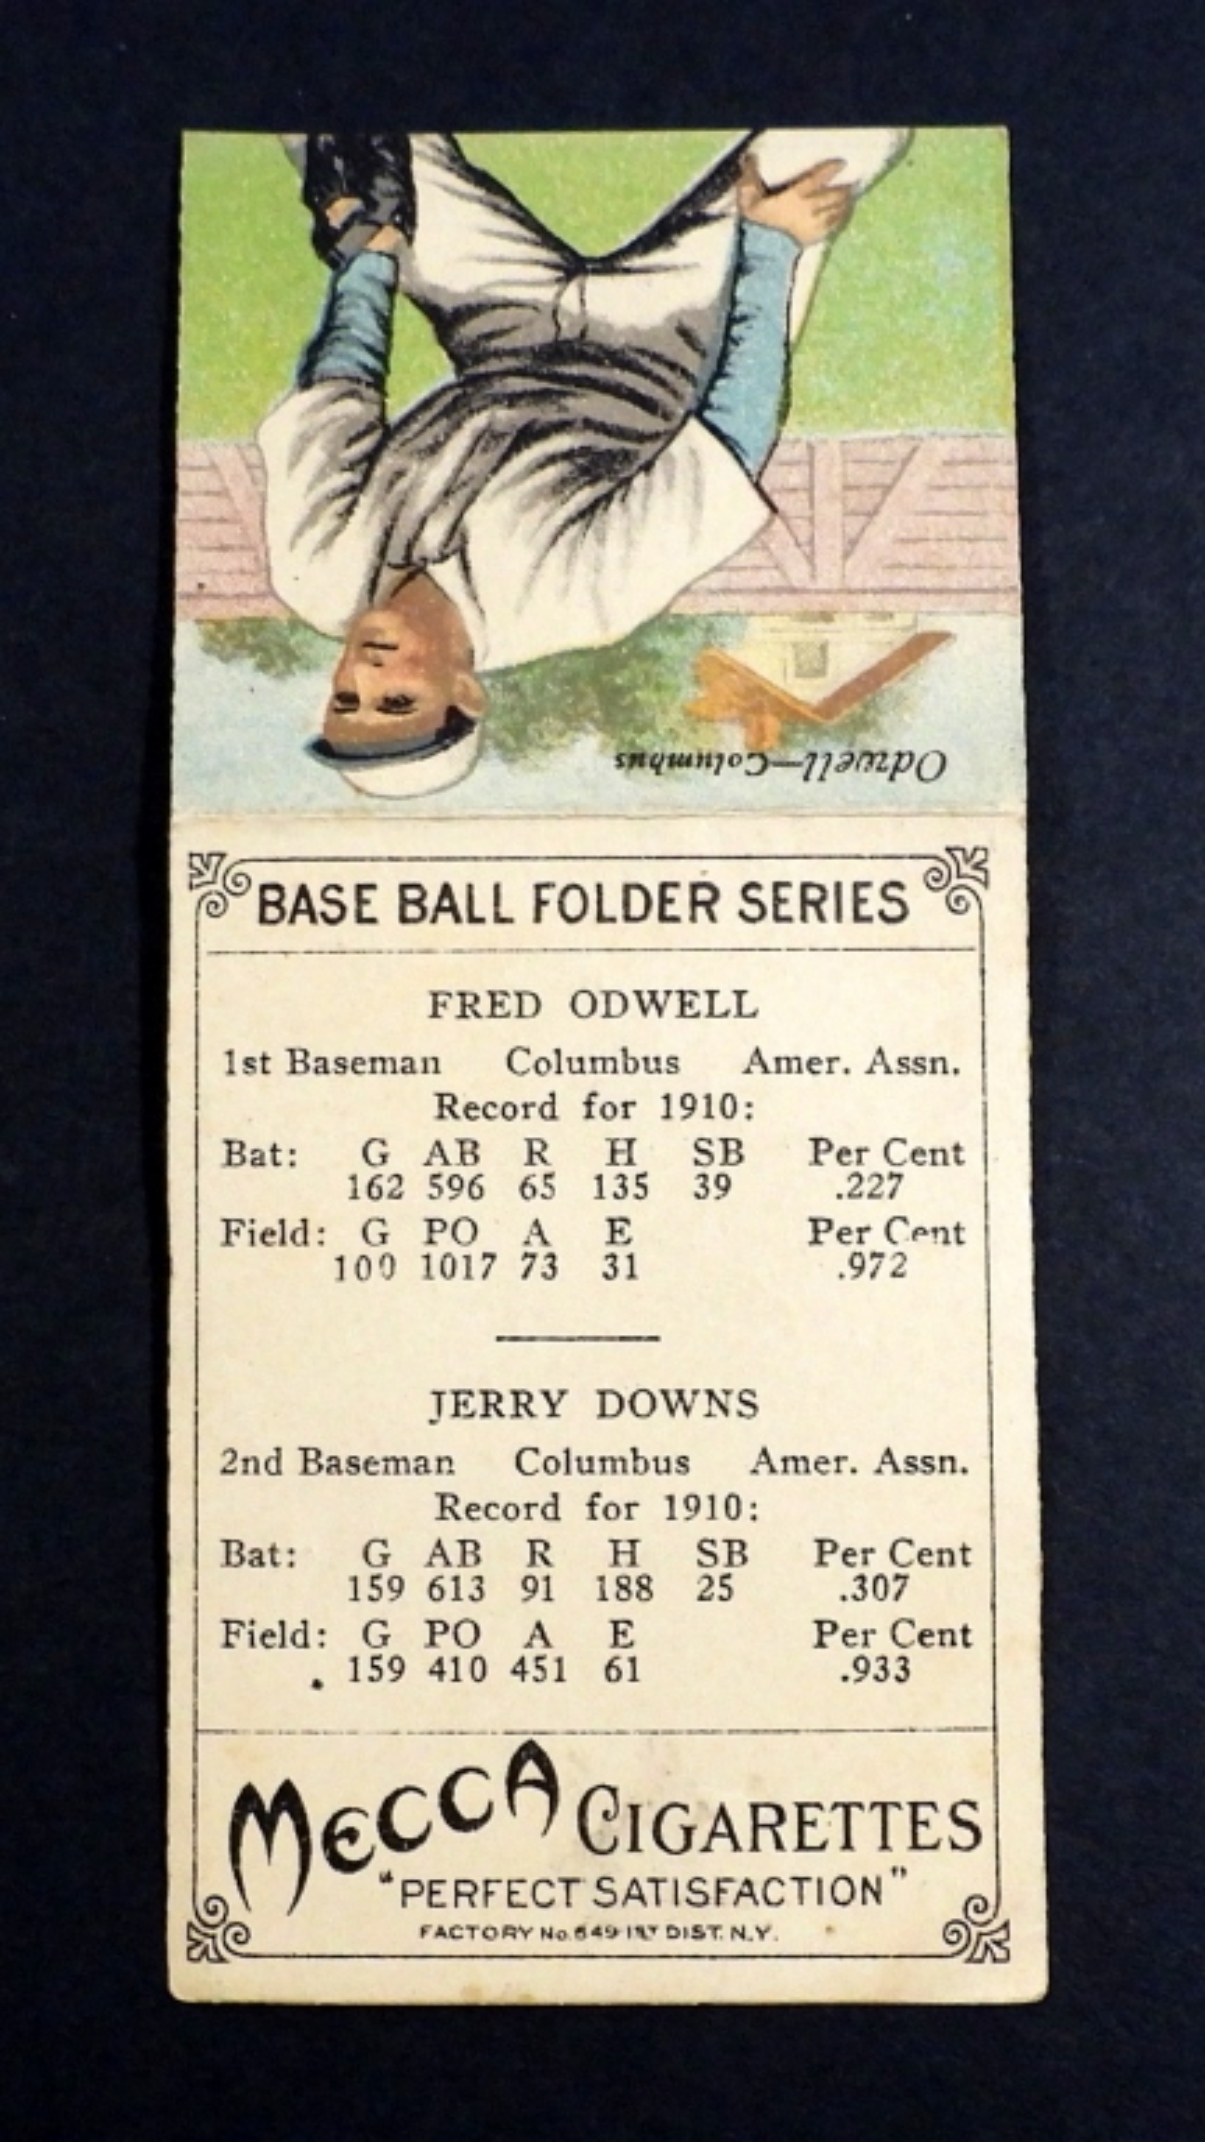 Odwell—Columbus
BASE BALL FOLDER SERIES
FRED ODWELL
1st Baseman Columbus Amer. Assn.
Record for 1910:
Bat: G AB R H SB Per Cent
162 596 65 135 39 .227
Field: G PO A E Per Cent
100 1017 73 31 .972
JERRY DOWNS
2nd Baseman Columbus Amer. Assn.
Record for 1910:
Bat: G AB R H SB Per Cent
159 613 91 188 25 .307
Field: G PO A E Per Cent
159 410 451 61 .933
MECCA CIGARETTES
"PERFECT SATISFACTION"
FACTORY No. 649 1ST DIST. N.Y.